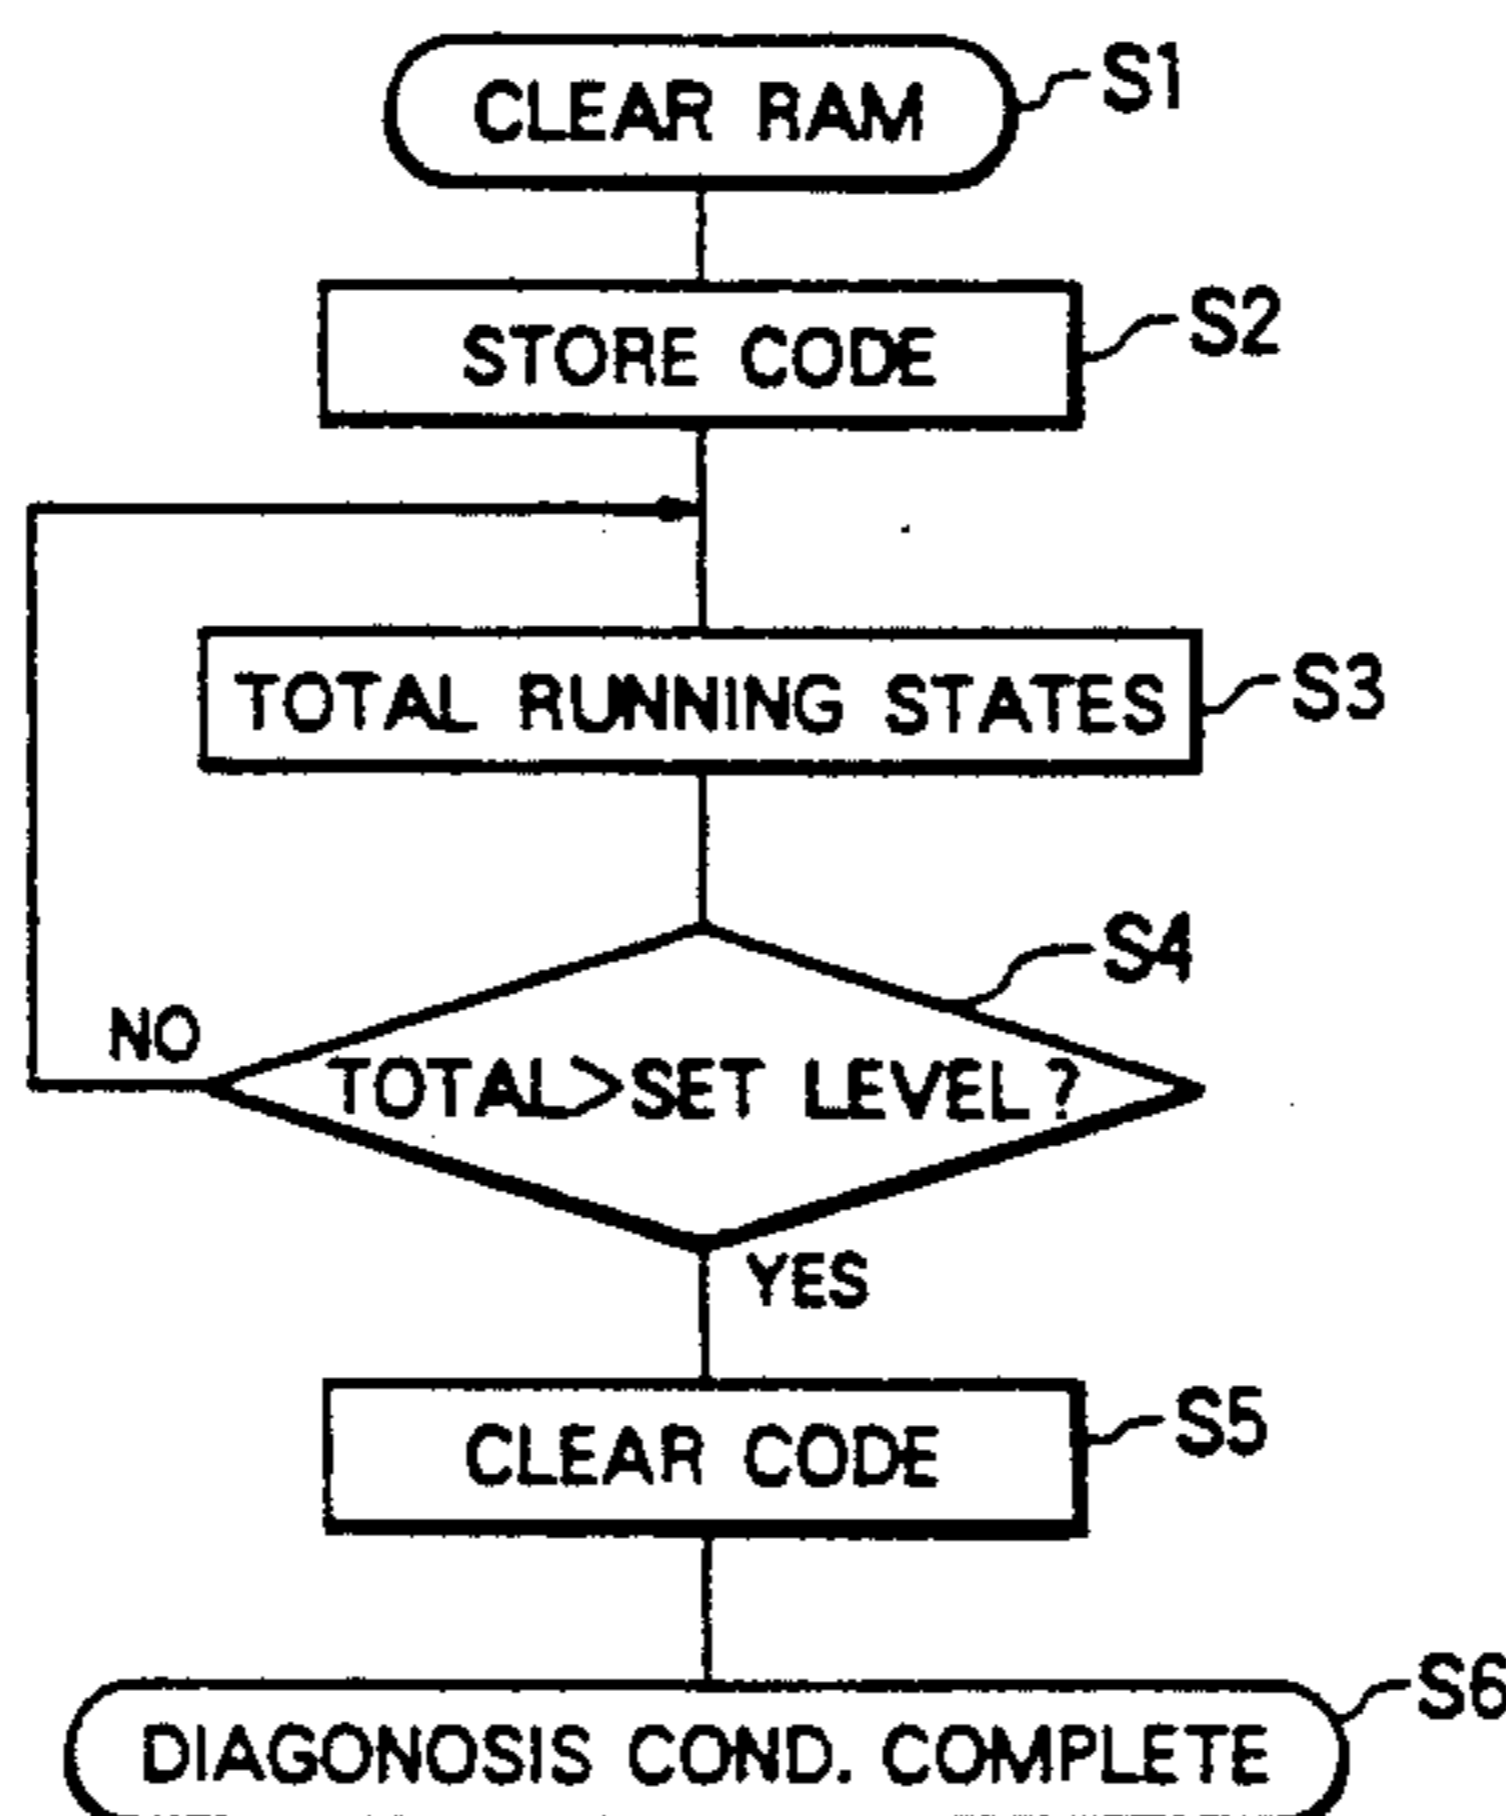 CLEAR RAM S1
STORE CODE S2
TOTAL RUNNING STATES S3
S4
NO
TOTAL>SET LEVEL?
YES
CLEAR CODE S5
S6
DIAGONOSIS COND. COMPLETE